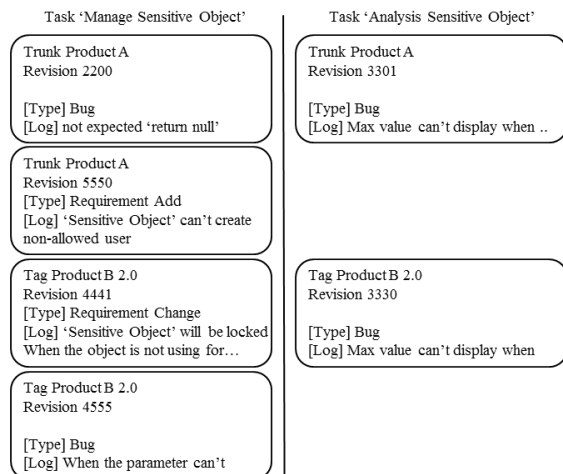 Task ‘Manage Sensitive Object’
Trunk Product A
Revision 2200
[Type] Bug
[Log] not expected ‘return null’
Trunk Product A
Revision 5550
[Type] Requirement Add
[Log] ‘Sensitive Object’ can’t create
non-allowed user
Tag Product B 2.0
Revision 4441
[Type] Requirement Change
[Log] ‘Sensitive Object’ will be locked
When the object is not using for…
Tag Product B 2.0
Revision 4555
[Type] Bug
[Log] When the parameter can’t
Task ‘Analysis Sensitive Object’
Trunk Product A
Revision 3301
[Type] Bug
[Log] Max value can’t display when ..
Tag Product B 2.0
Revision 3330
[Type] Bug
[Log] Max value can’t display when